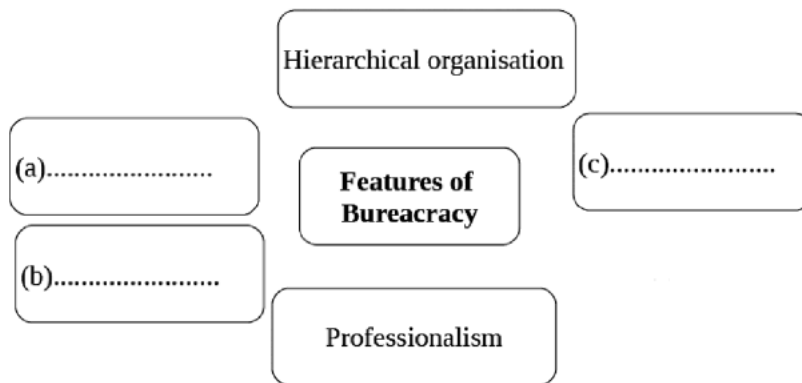 Hierarchical organisation
(a)........................
(c)........................
Features of
Bureacracy
(b)........................
Professionalism